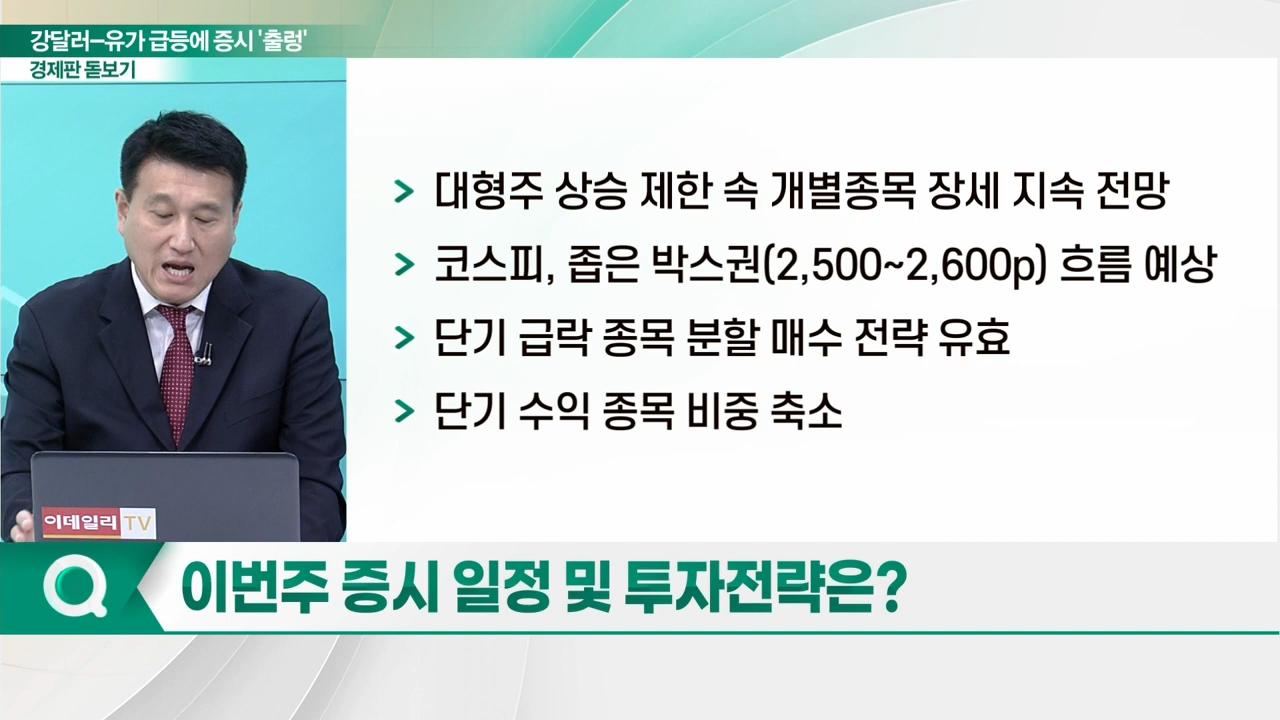 강달러-유가 급등에 증시 '출렁'
경제판 돋보기
> 대형주 상승 제한 속 개별종목 장세 지속 전망
> 코스피, 좁은 박스권(2,500~2,600p) 흐름 예상
> 단기 급락 종목 분할 매수 전략 유효
> 단기 수익 종목 비중 축소
이데일리 TV
Q 이번주 증시 일정 및 투자전략은?